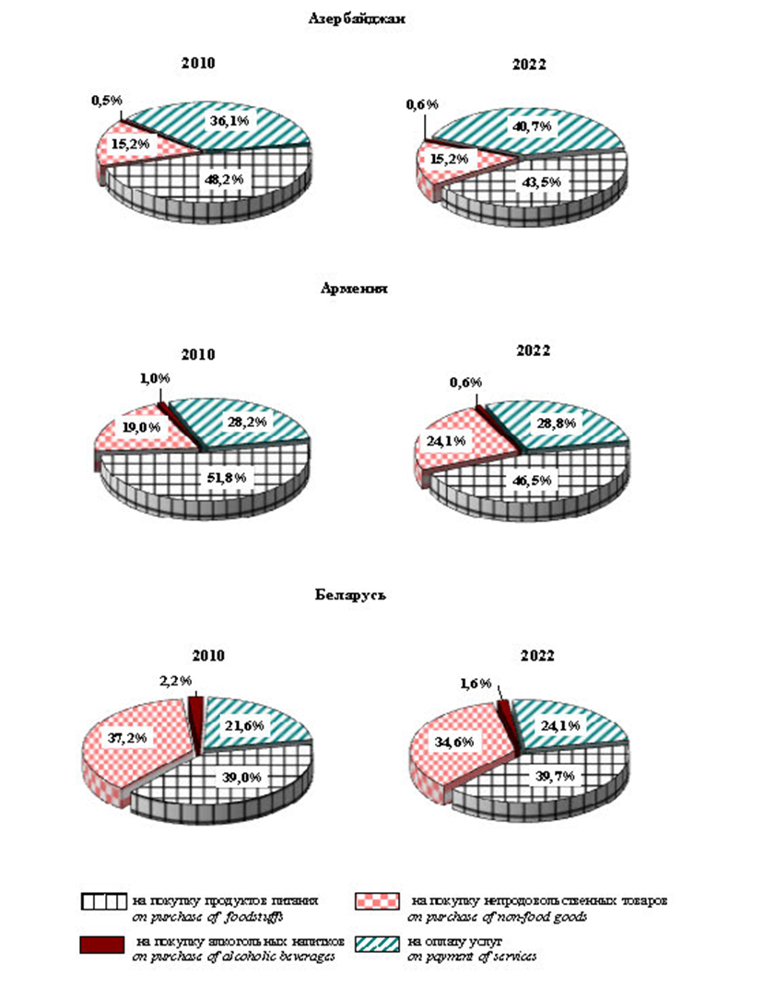 Азербайджан
2010
2022
0,5%
36,1%
15,2%
48,2%
0,6%
40,7%
15,2%
43,5%
Армения
2010
2022
1,0%
28,2%
19,0%
51,8%
0,6%
28,8%
24,1%
46,5%
Беларусь
2010
2022
2,2%
21,6%
37,2%
39,0%
1,6%
24,1%
34,6%
39,7%
на покупку продуктов питания
on purchase of foodstuffs
на покупку непродовольственных товаров
on purchase of non-food goods
на покупку алкогольных напитков
on purchase of alcoholic beverages
на оплату услуг
on payment of services